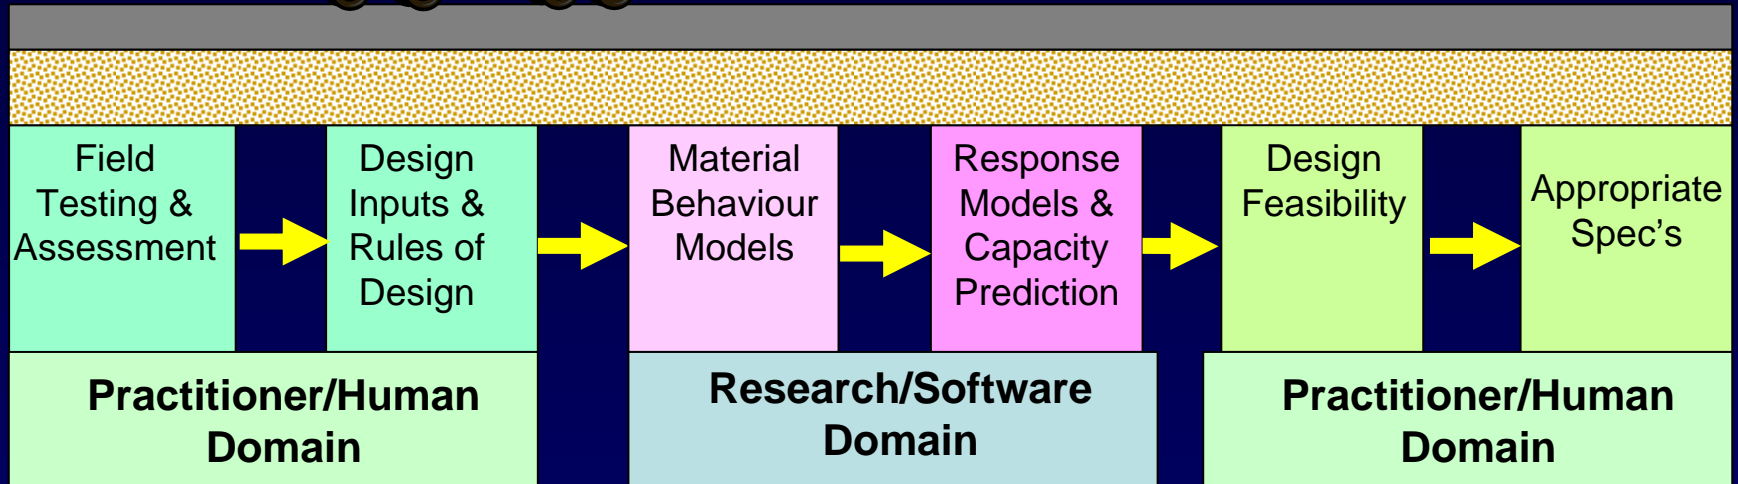 Field
Testing &
Assessment
Design
Inputs &
Rules of
Design
Material
Behaviour
Models
Response
Models &
Capacity
Prediction
Design
Feasibility
Appropriate
Spec's
Practitioner/Human
Domain
Research/Software
Domain
Practitioner/Human
Domain